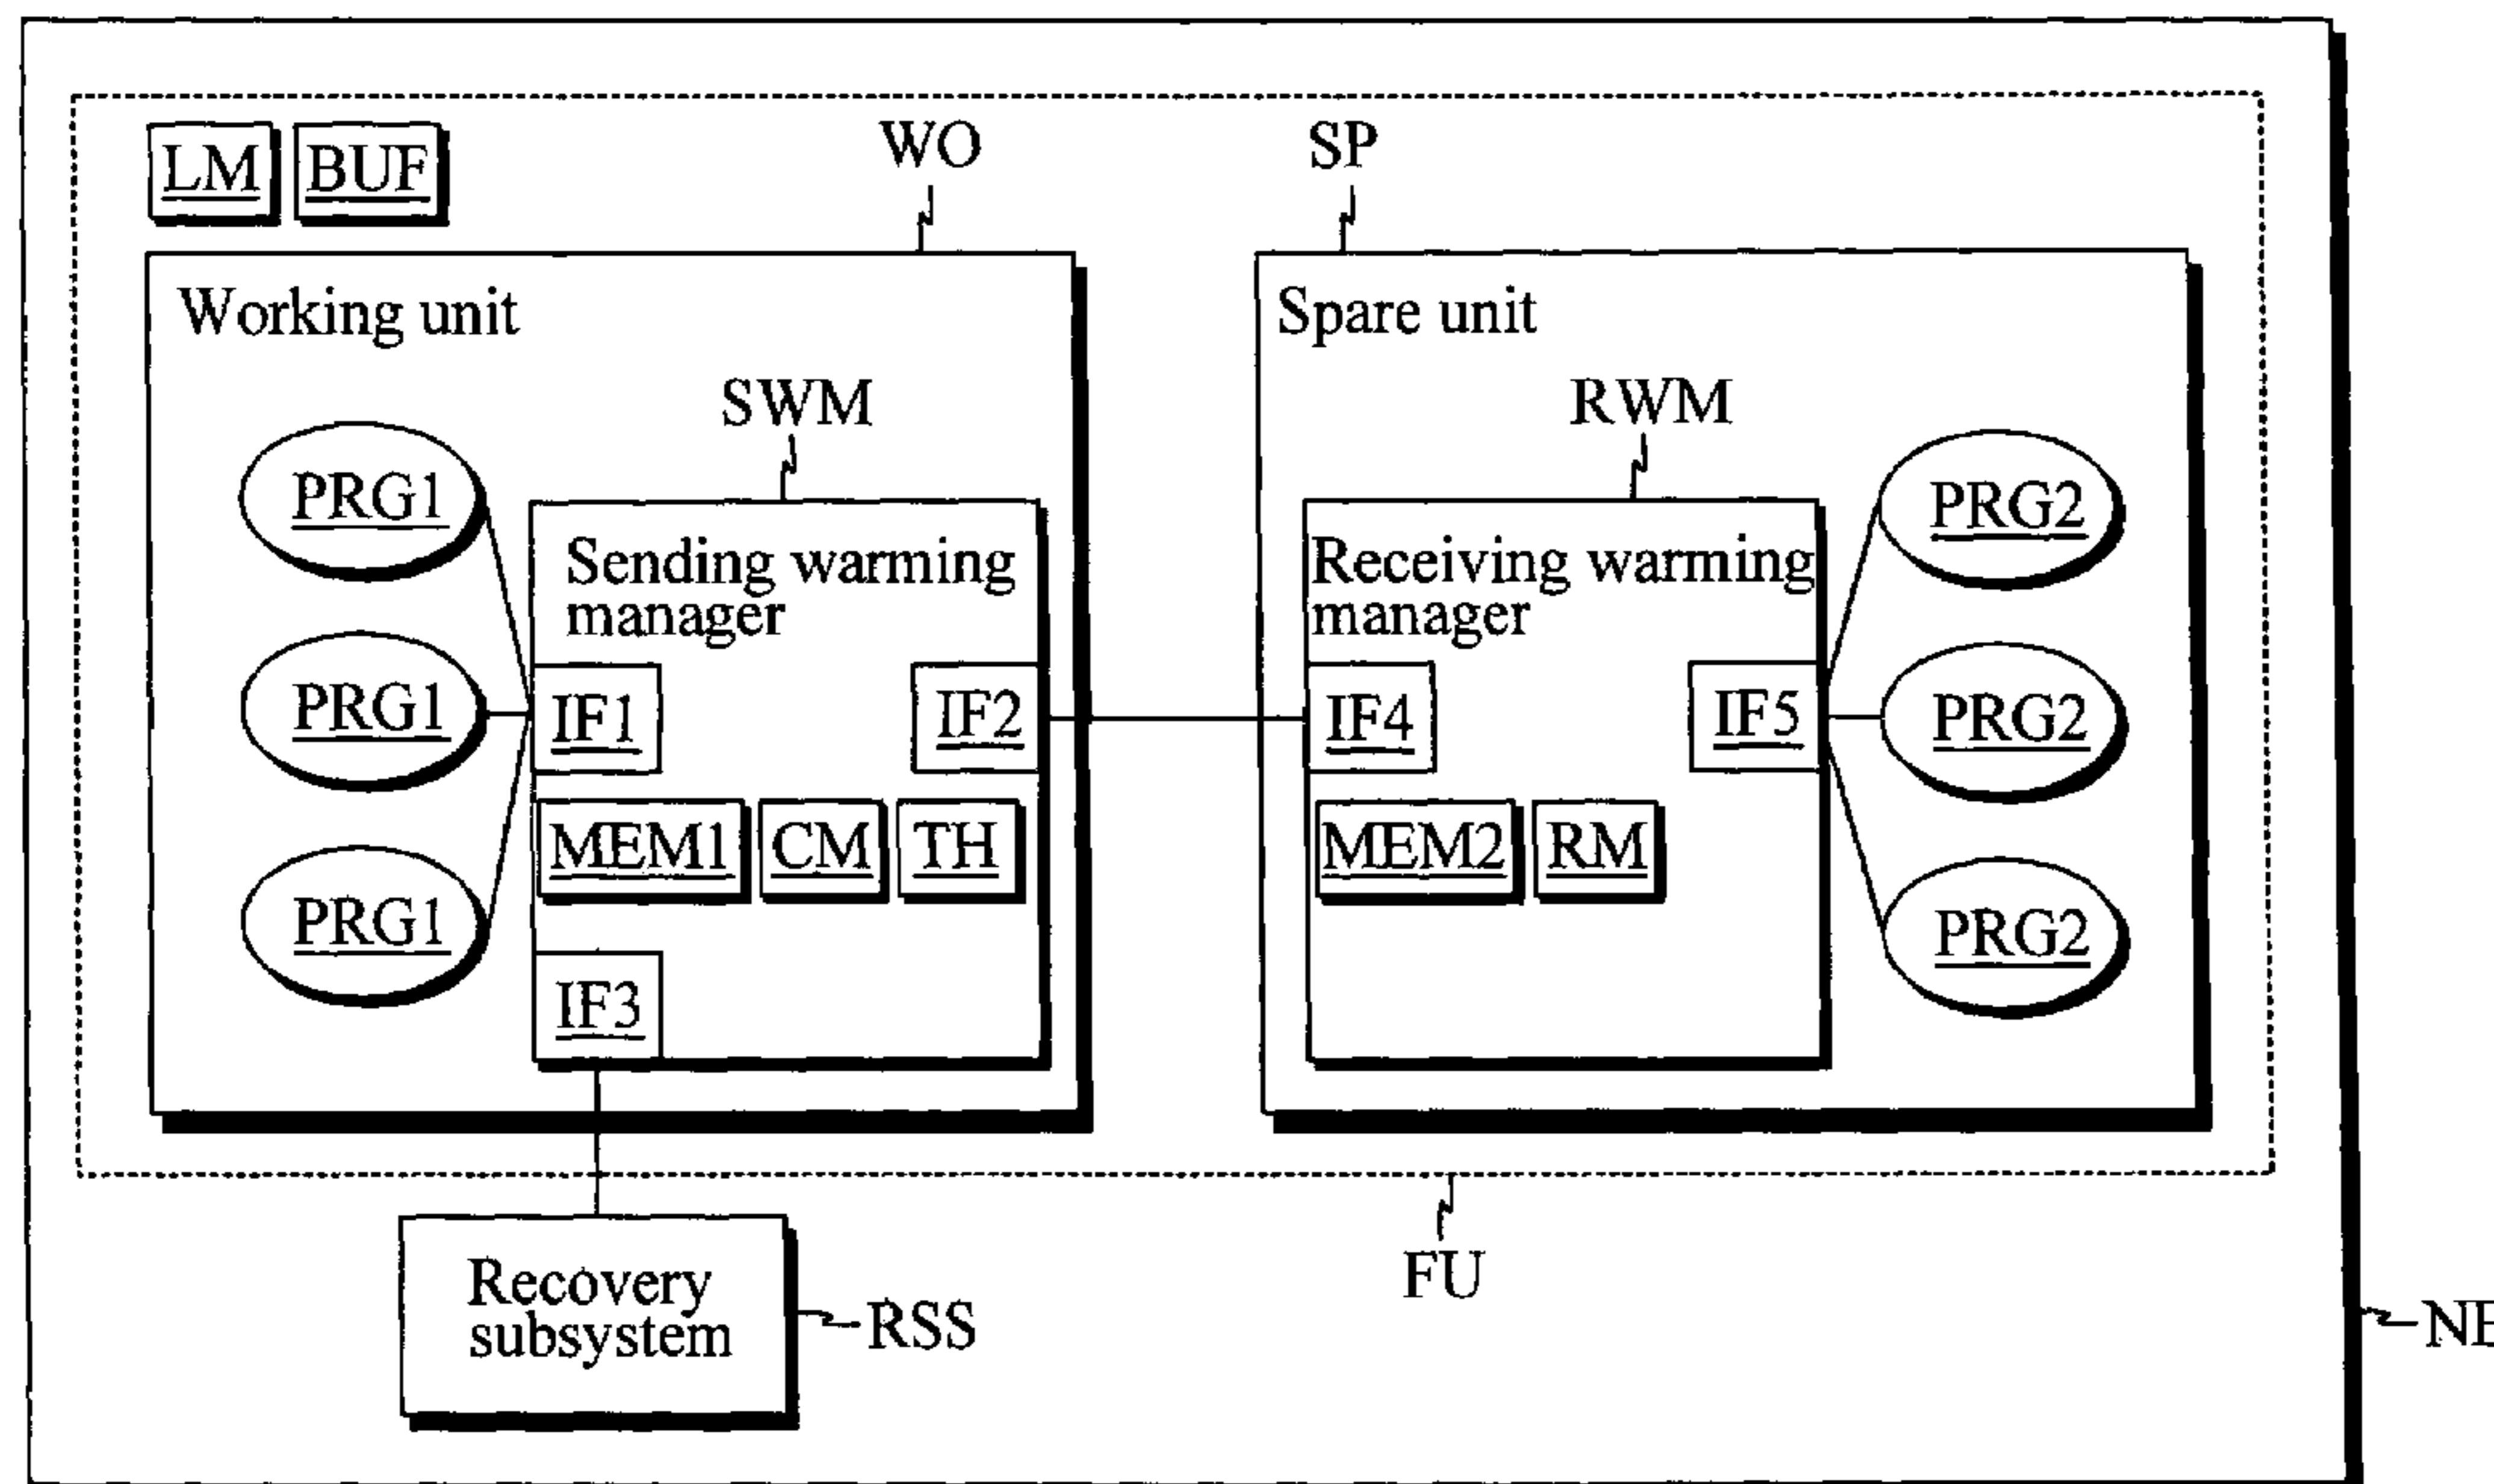 WO
SP
LM
BUF
Working unit
Spare unit
SWM
RWM
PRG1
PRG2
Sending warming
manager
Receiving warming
manager
PRG1
IF1
IF2
IF4
IF5
PRG2
MEM1
CM
TH
MEM2
RM
PRG1
PRG2
IF3
Recovery
subsystem
RSS
FU